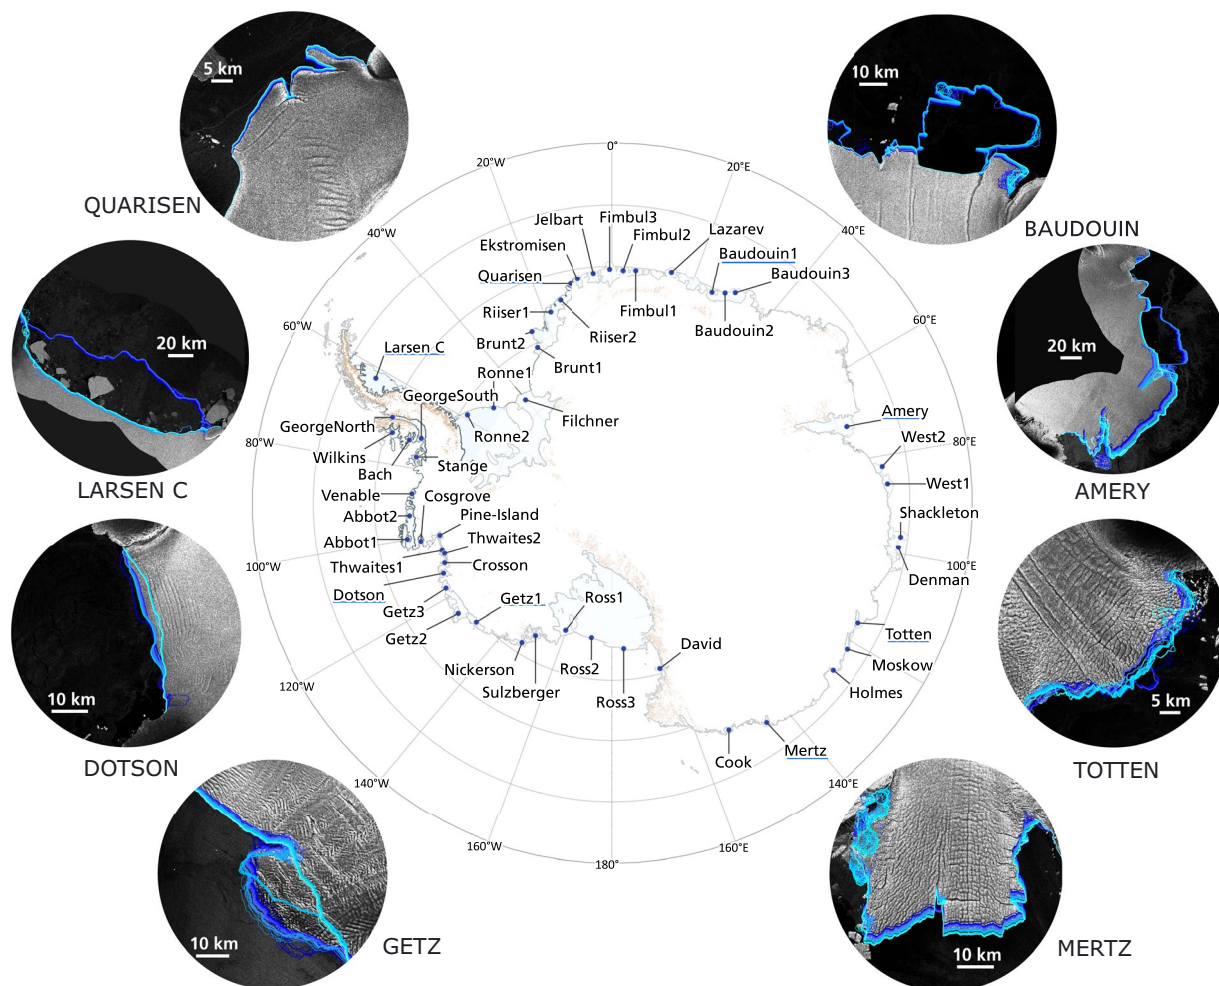 5 km
QUARISEN
10 km
BAUDOUIN
20 km
LARSEN C
20 km
AMERY
10 km
DOTSON
5 km
TOTTEN
10 km
GETZ
10 km
MERTZ
0°
20°E
40°E
60°E
80°E
100°E
140°E
160°E
180°
160°W
140°W
120°W
100°W
80°W
60°W
40°W
20°W
Jelbart
Fimbul3
Fimbul2
Lazarev
Ekstromisen
Baudouin1
Quarisen
Baudouin3
Riiser1
Fimbul1
Riiser2
Baudouin2
Brunt2
Larsen C
Brunt1
Ronne1
GeorgeSouth
Filchner
GeorgeNorth
Ronne2
Wilkins
Bach
Stange
Amery
West2
West1
Venable
Cosgrove
Abbot2
Pine-Island
Shackleton
Abbot1
Thwaites2
Thwaites1
Crosson
Denman
Dotson
Getz1
Ross1
Getz3
Getz2
Totten
David
Moskow
Nickerson
Ross2
Sulzberger
Ross3
Holmes
Mertz
Cook